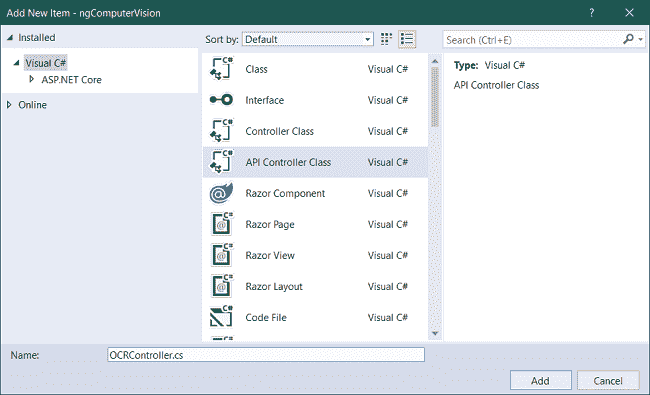 Add New Item - ngComputerVision
? ×
Installed
Sort by: Default
Search (Ctrl+E)
Visual C#
ASP.NET Core
Online
C# Class Visual C#
Interface Visual C#
C# Controller Class Visual C#
C# API Controller Class Visual C#
Razor Component Visual C#
C# @ Razor Page Visual C#
C# @ Razor View Visual C#
C# @ Razor Layout Visual C#
C# Code File Visual C#
C#
Type: Visual C#
API Controller Class
Name: OCRController.cs
Add Cancel